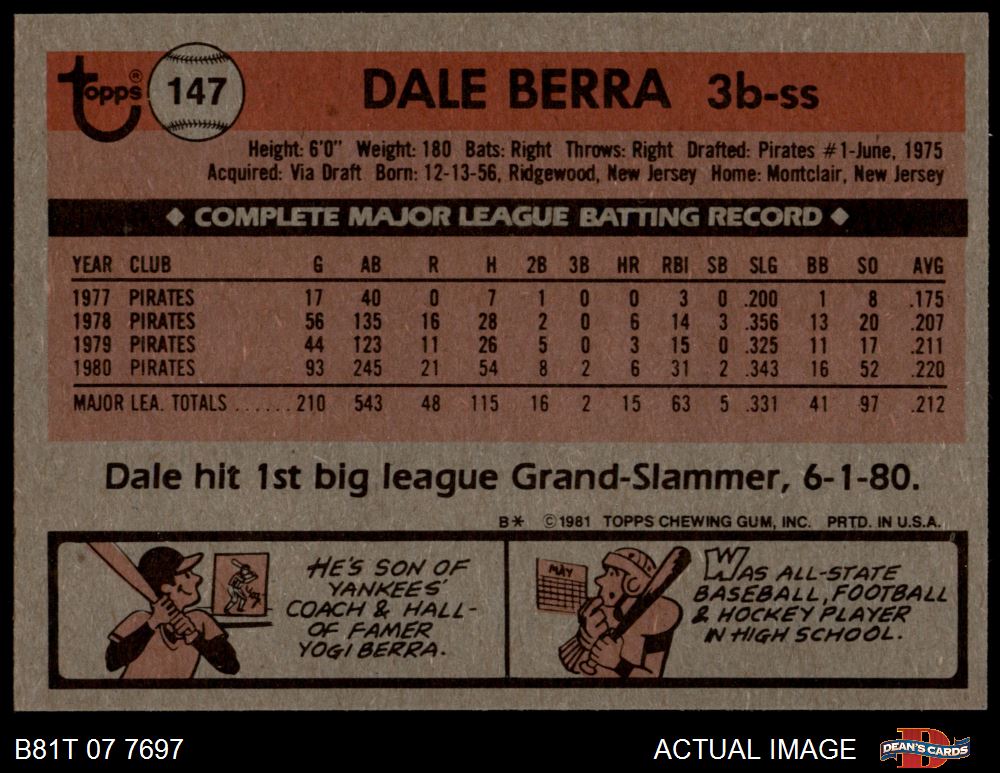 Topps® 147 DALE BERRA 3b-ss
Height: 6'0" Weight: 180 Bats: Right Throws: Right Drafted: Pirates #1-June, 1975
Acquired: Via Draft Born: 12-13-56, Ridgewood, New Jersey Home: Montclair, New Jersey
◆ COMPLETE MAJOR LEAGUE BATTING RECORD ◆
YEAR CLUB G AB R H 2B 3B HR RBI SB SLG BB SO AVG
1977 PIRATES 17 40 0 7 1 0 0 3 0 .200 1 8 .175
1978 PIRATES 56 135 16 28 2 0 6 14 3 .356 13 20 .207
1979 PIRATES 44 123 11 26 5 0 3 15 0 .325 11 17 .211
1980 PIRATES 93 245 21 54 8 2 6 31 2 .343 16 52 .220
MAJOR LEA. TOTALS ...... 210 543 48 115 16 2 15 63 5 .331 41 97 .212
Dale hit 1st big league Grand-Slammer, 6-1-80.
B* © 1981 TOPPS CHEWING GUM, INC. PRTD. IN U.S.A.
HE'S SON OF
YANKEES'
COACH & HALL-
OF FAMER
YOGI BERRA.
MAY
WAS ALL-STATE
BASEBALL, FOOTBALL
& HOCKEY PLAYER
IN HIGH SCHOOL.
B81T 07 7697 ACTUAL IMAGE DEAN'S CARDS